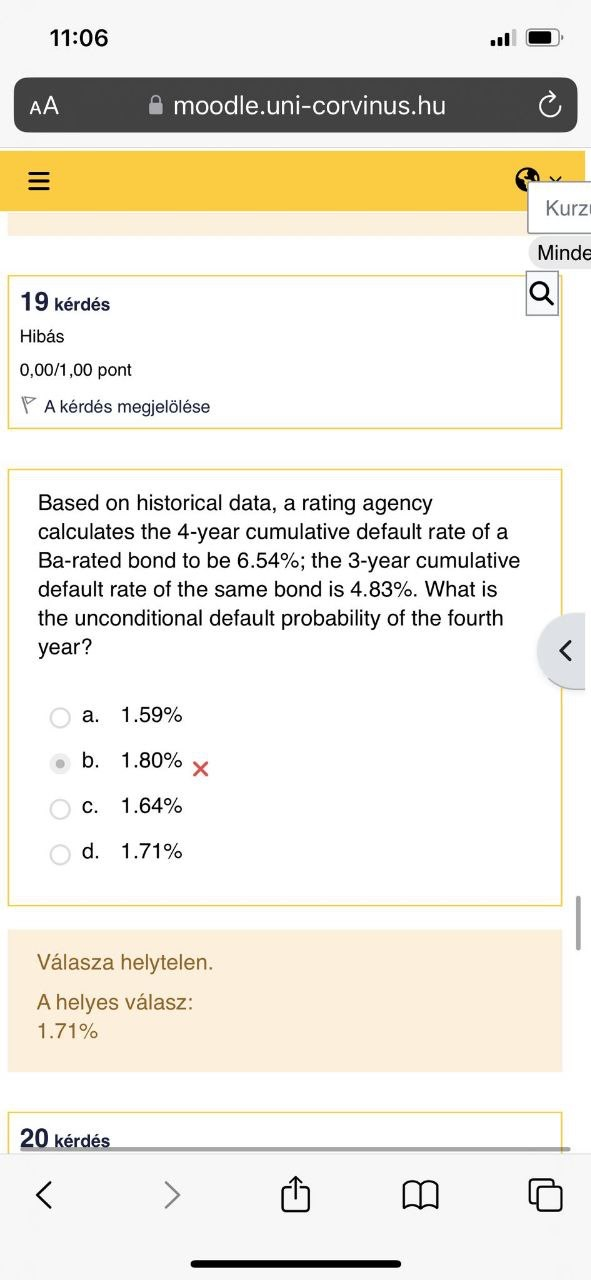 11:06
AA moodle.uni-corvinus.hu
Kurzu
Minde
19 kérdés
Hibás
0,00/1,00 pont
A kérdés megjelölése
Based on historical data, a rating agency
calculates the 4-year cumulative default rate of a
Ba-rated bond to be 6.54%; the 3-year cumulative
default rate of the same bond is 4.83%. What is
the unconditional default probability of the fourth
year?
a. 1.59%
b. 1.80%
c. 1.64%
d. 1.71%
Válasza helytelen.
A helyes válasz:
1.71%
20 kérdés